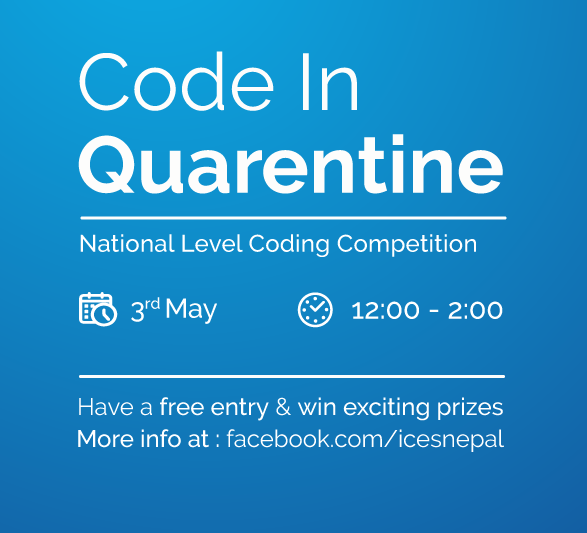 Code In
Quarentine
National Level Coding Competition
3rd May
12:00 - 2:00
Have a free entry & win exciting prizes
More info at : facebook.com/icesnepal